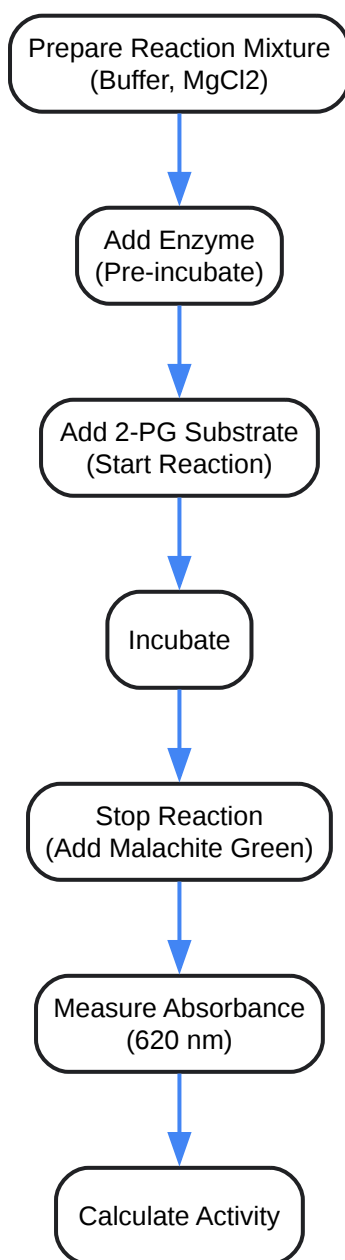 Prepare Reaction Mixture
(Buffer, MgCl2)
Add Enzyme
(Pre-incubate)
Add 2-PG Substrate
(Start Reaction)
Incubate
Stop Reaction
(Add Malachite Green)
Measure Absorbance
(620 nm)
Calculate Activity